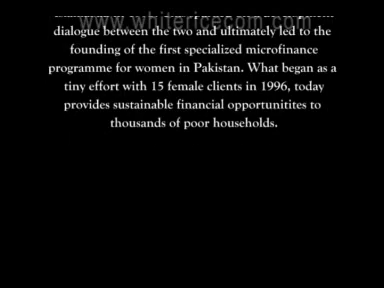 www.whitericecom.com
dialogue between the two and ultimately led to the
founding of the first specialized microfinance
programme for women in Pakistan. What began as a
tiny effort with 15 female clients in 1996, today
provides sustainable financial opportunitites to
thousands of poor households.